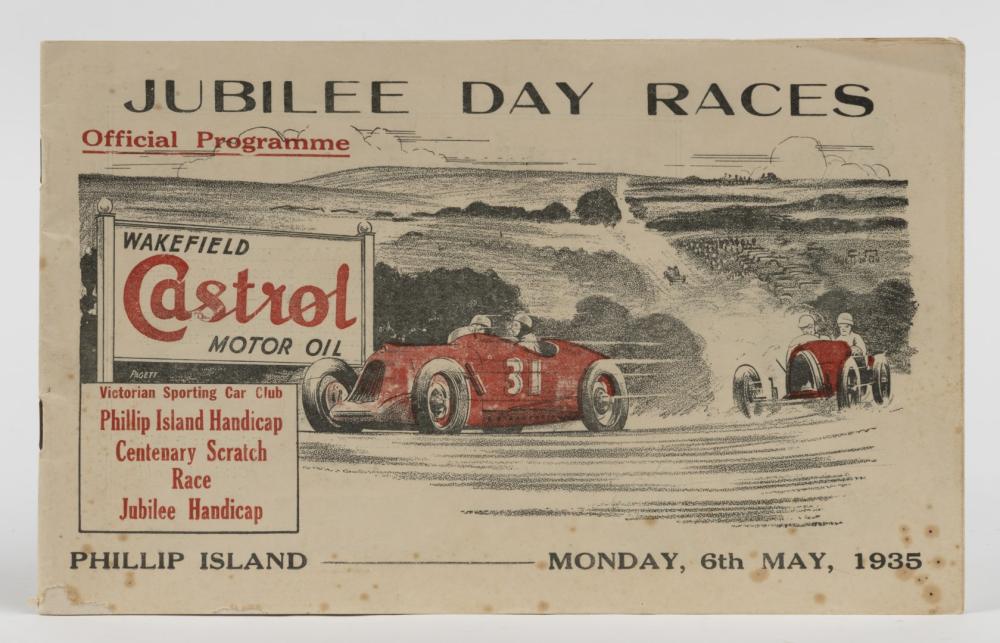 JUBILEE DAY RACES
Official Programme
WAKEFIELD
Castrol
MOTOR OIL
PAGETT
31
Victorian Sporting Car Club
Phillip Island Handicap
Centenary Scratch
Race
Jubilee Handicap
PHILLIP ISLAND MONDAY, 6th MAY, 1935